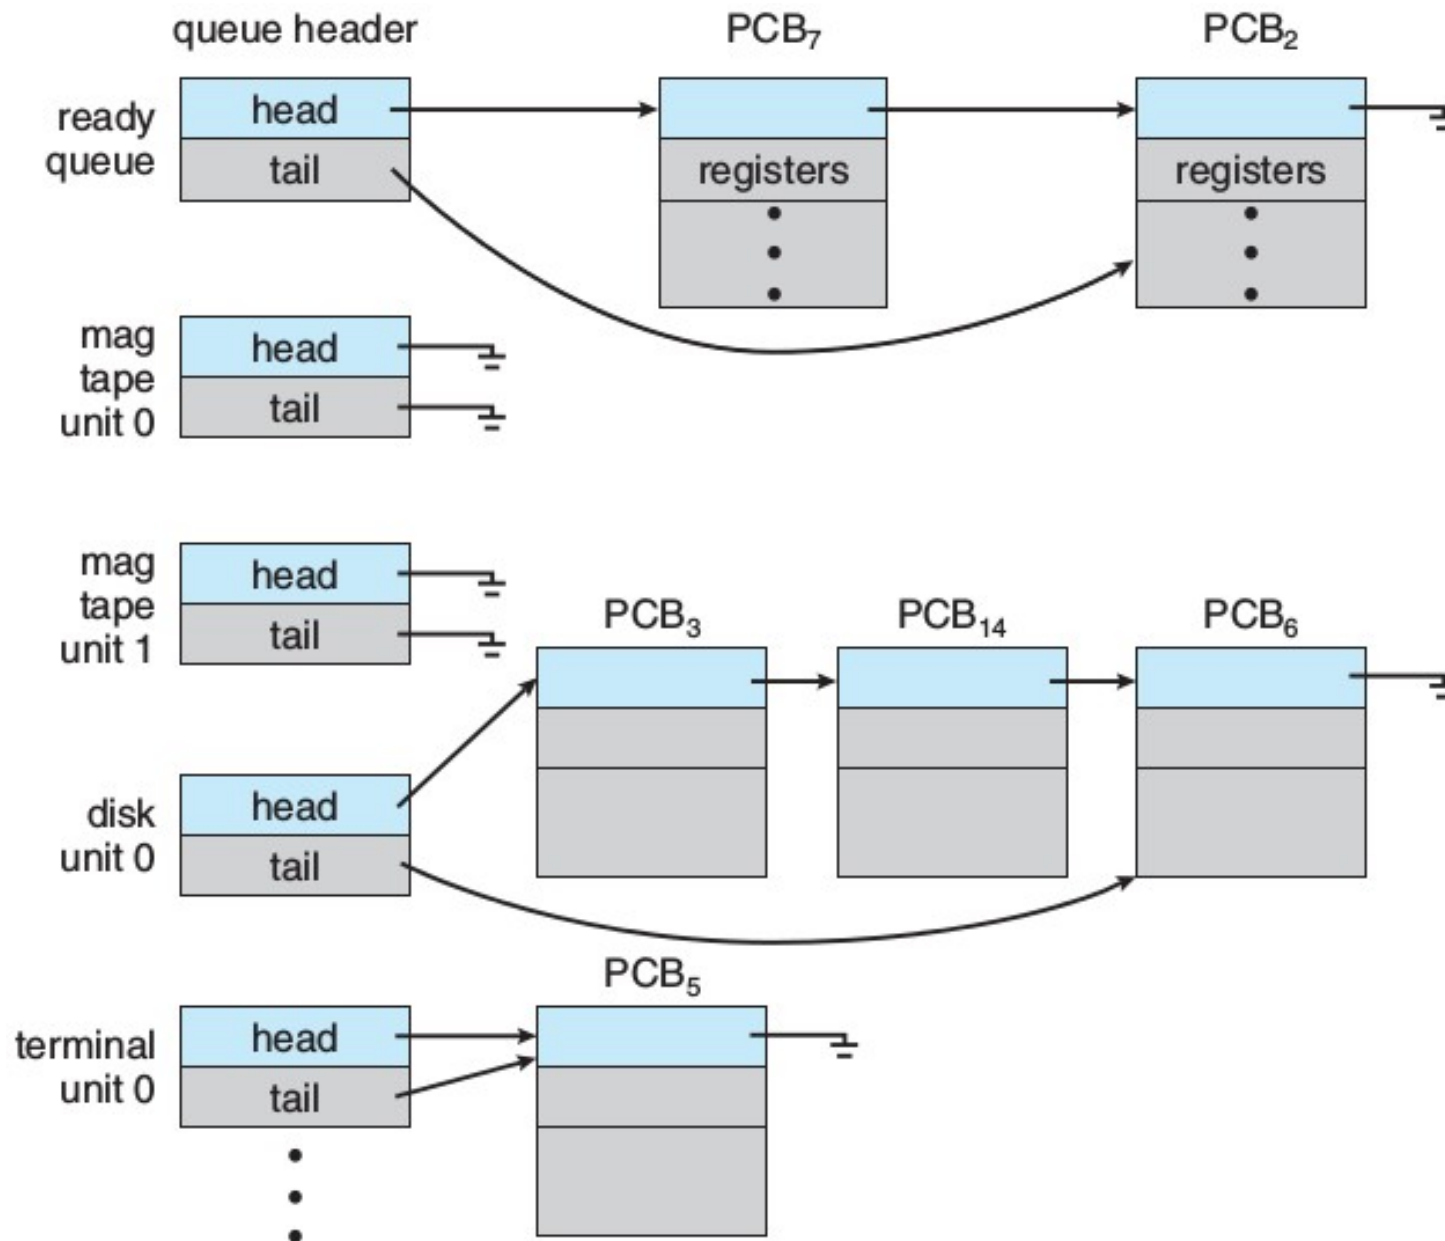 queue header
PCB₇
PCB₂
ready
queue
head
tail
registers
registers
mag
tape
unit 0
head
tail
mag
tape
unit 1
head
tail
PCB₃
PCB₁₄
PCB₆
disk
unit 0
head
tail
PCB₅
terminal
unit 0
head
tail